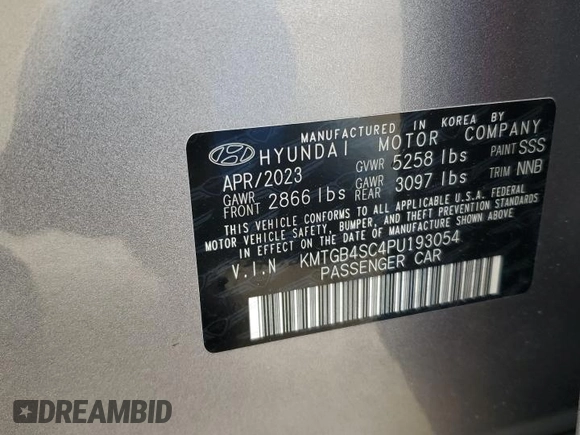 MANUFACTURED IN KOREA BY
HYUNDAI MOTOR COMPANY
APR/2023 GVWR 5258 lbs PAINT SSS
GAWR FRONT 2866 lbs GAWR REAR 3097 lbs TRIM NNB
THIS VEHICLE CONFORMS TO ALL APPLICABLE U.S.A. FEDERAL
MOTOR VEHICLE SAFETY, BUMPER, AND THEFT PREVENTION STANDARDS
IN EFFECT ON THE DATE OF MANUFACTURE SHOWN ABOVE
V.I.N KMTGB4SC4PU193054
PASSENGER CAR
DREAMBID